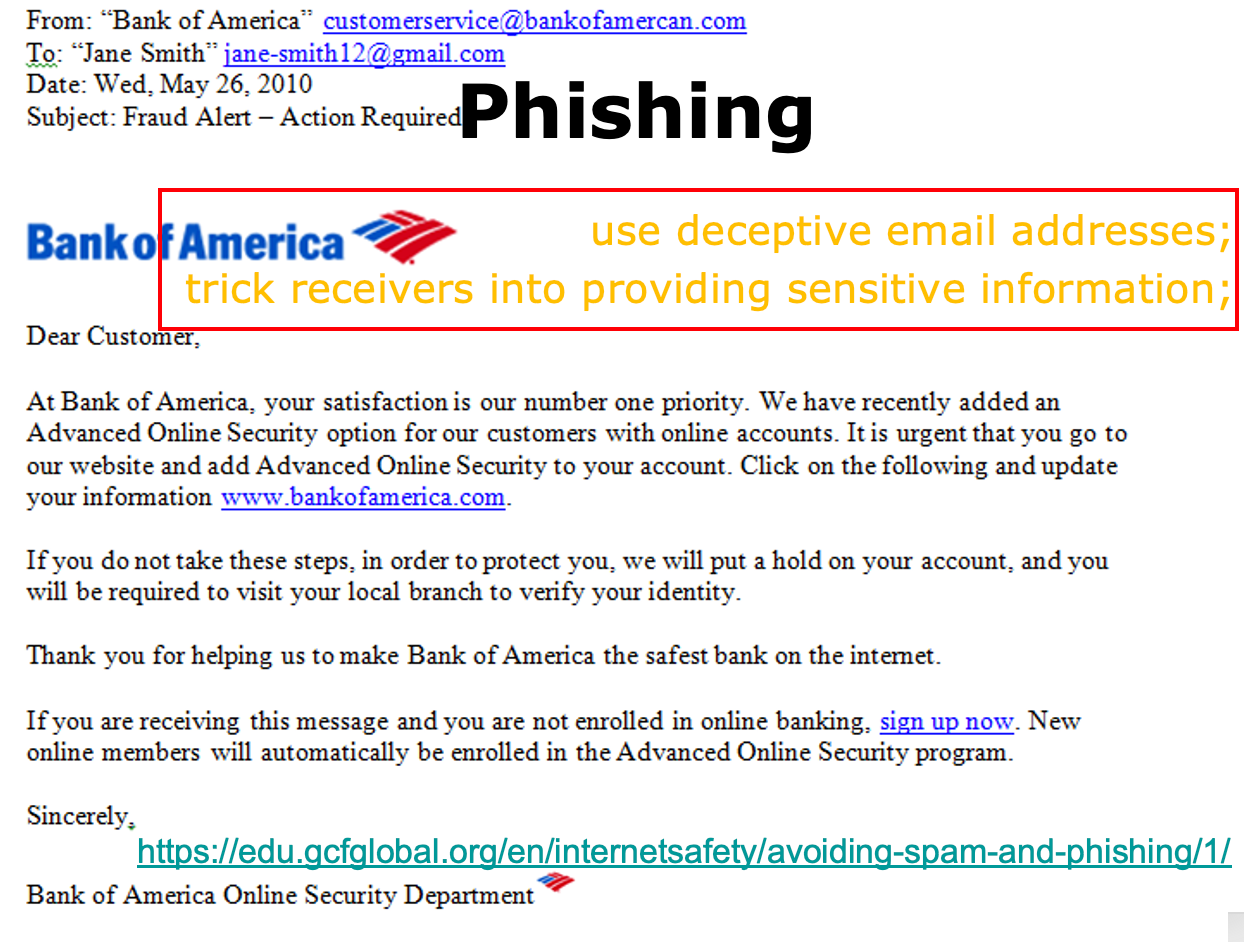 From: “Bank of America” customerservice@bankofamercan.com
To: “Jane Smith” jane-smith12@gmail.com
Date: Wed, May 26, 2010
Subject: Fraud Alert – Action Required
Phishing
Bank of America
use deceptive email addresses;
trick receivers into providing sensitive information;
Dear Customer,
At Bank of America, your satisfaction is our number one priority. We have recently added an
Advanced Online Security option for our customers with online accounts. It is urgent that you go to
our website and add Advanced Online Security to your account. Click on the following and update
your information www.bankofamerica.com.
If you do not take these steps, in order to protect you, we will put a hold on your account, and you
will be required to visit your local branch to verify your identity.
Thank you for helping us to make Bank of America the safest bank on the internet.
If you are receiving this message and you are not enrolled in online banking, sign up now. New
online members will automatically be enrolled in the Advanced Online Security program.
Sincerely,
https://edu.gcfglobal.org/en/internetsafety/avoiding-spam-and-phishing/1/
Bank of America Online Security Department